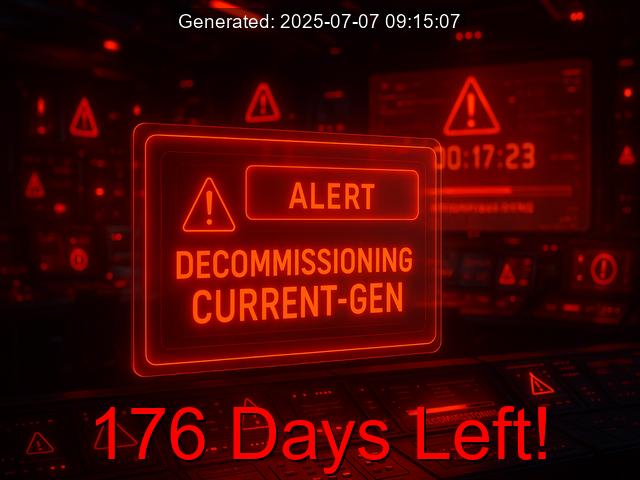 Generated: 2025-07-07 09:15:07
00:17:23
ALERT
DECOMMISSIONING
CURRENT-GEN
176 Days Left!